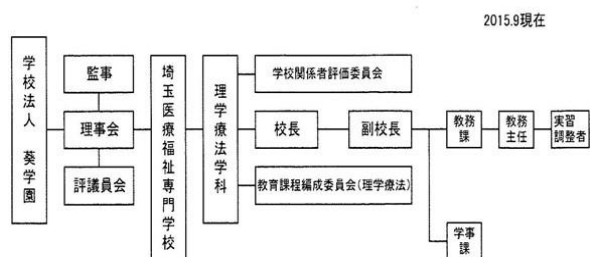 2015.9現在
学校法人 葵学園
監事
理事会
評議員会
埼玉医療福祉専門学校
理学療法学科
学校関係者評価委員会
校長
副校長
教育課程編成委員会(理学療法)
教務
課
教務
主任
実習
調整者
学事
課